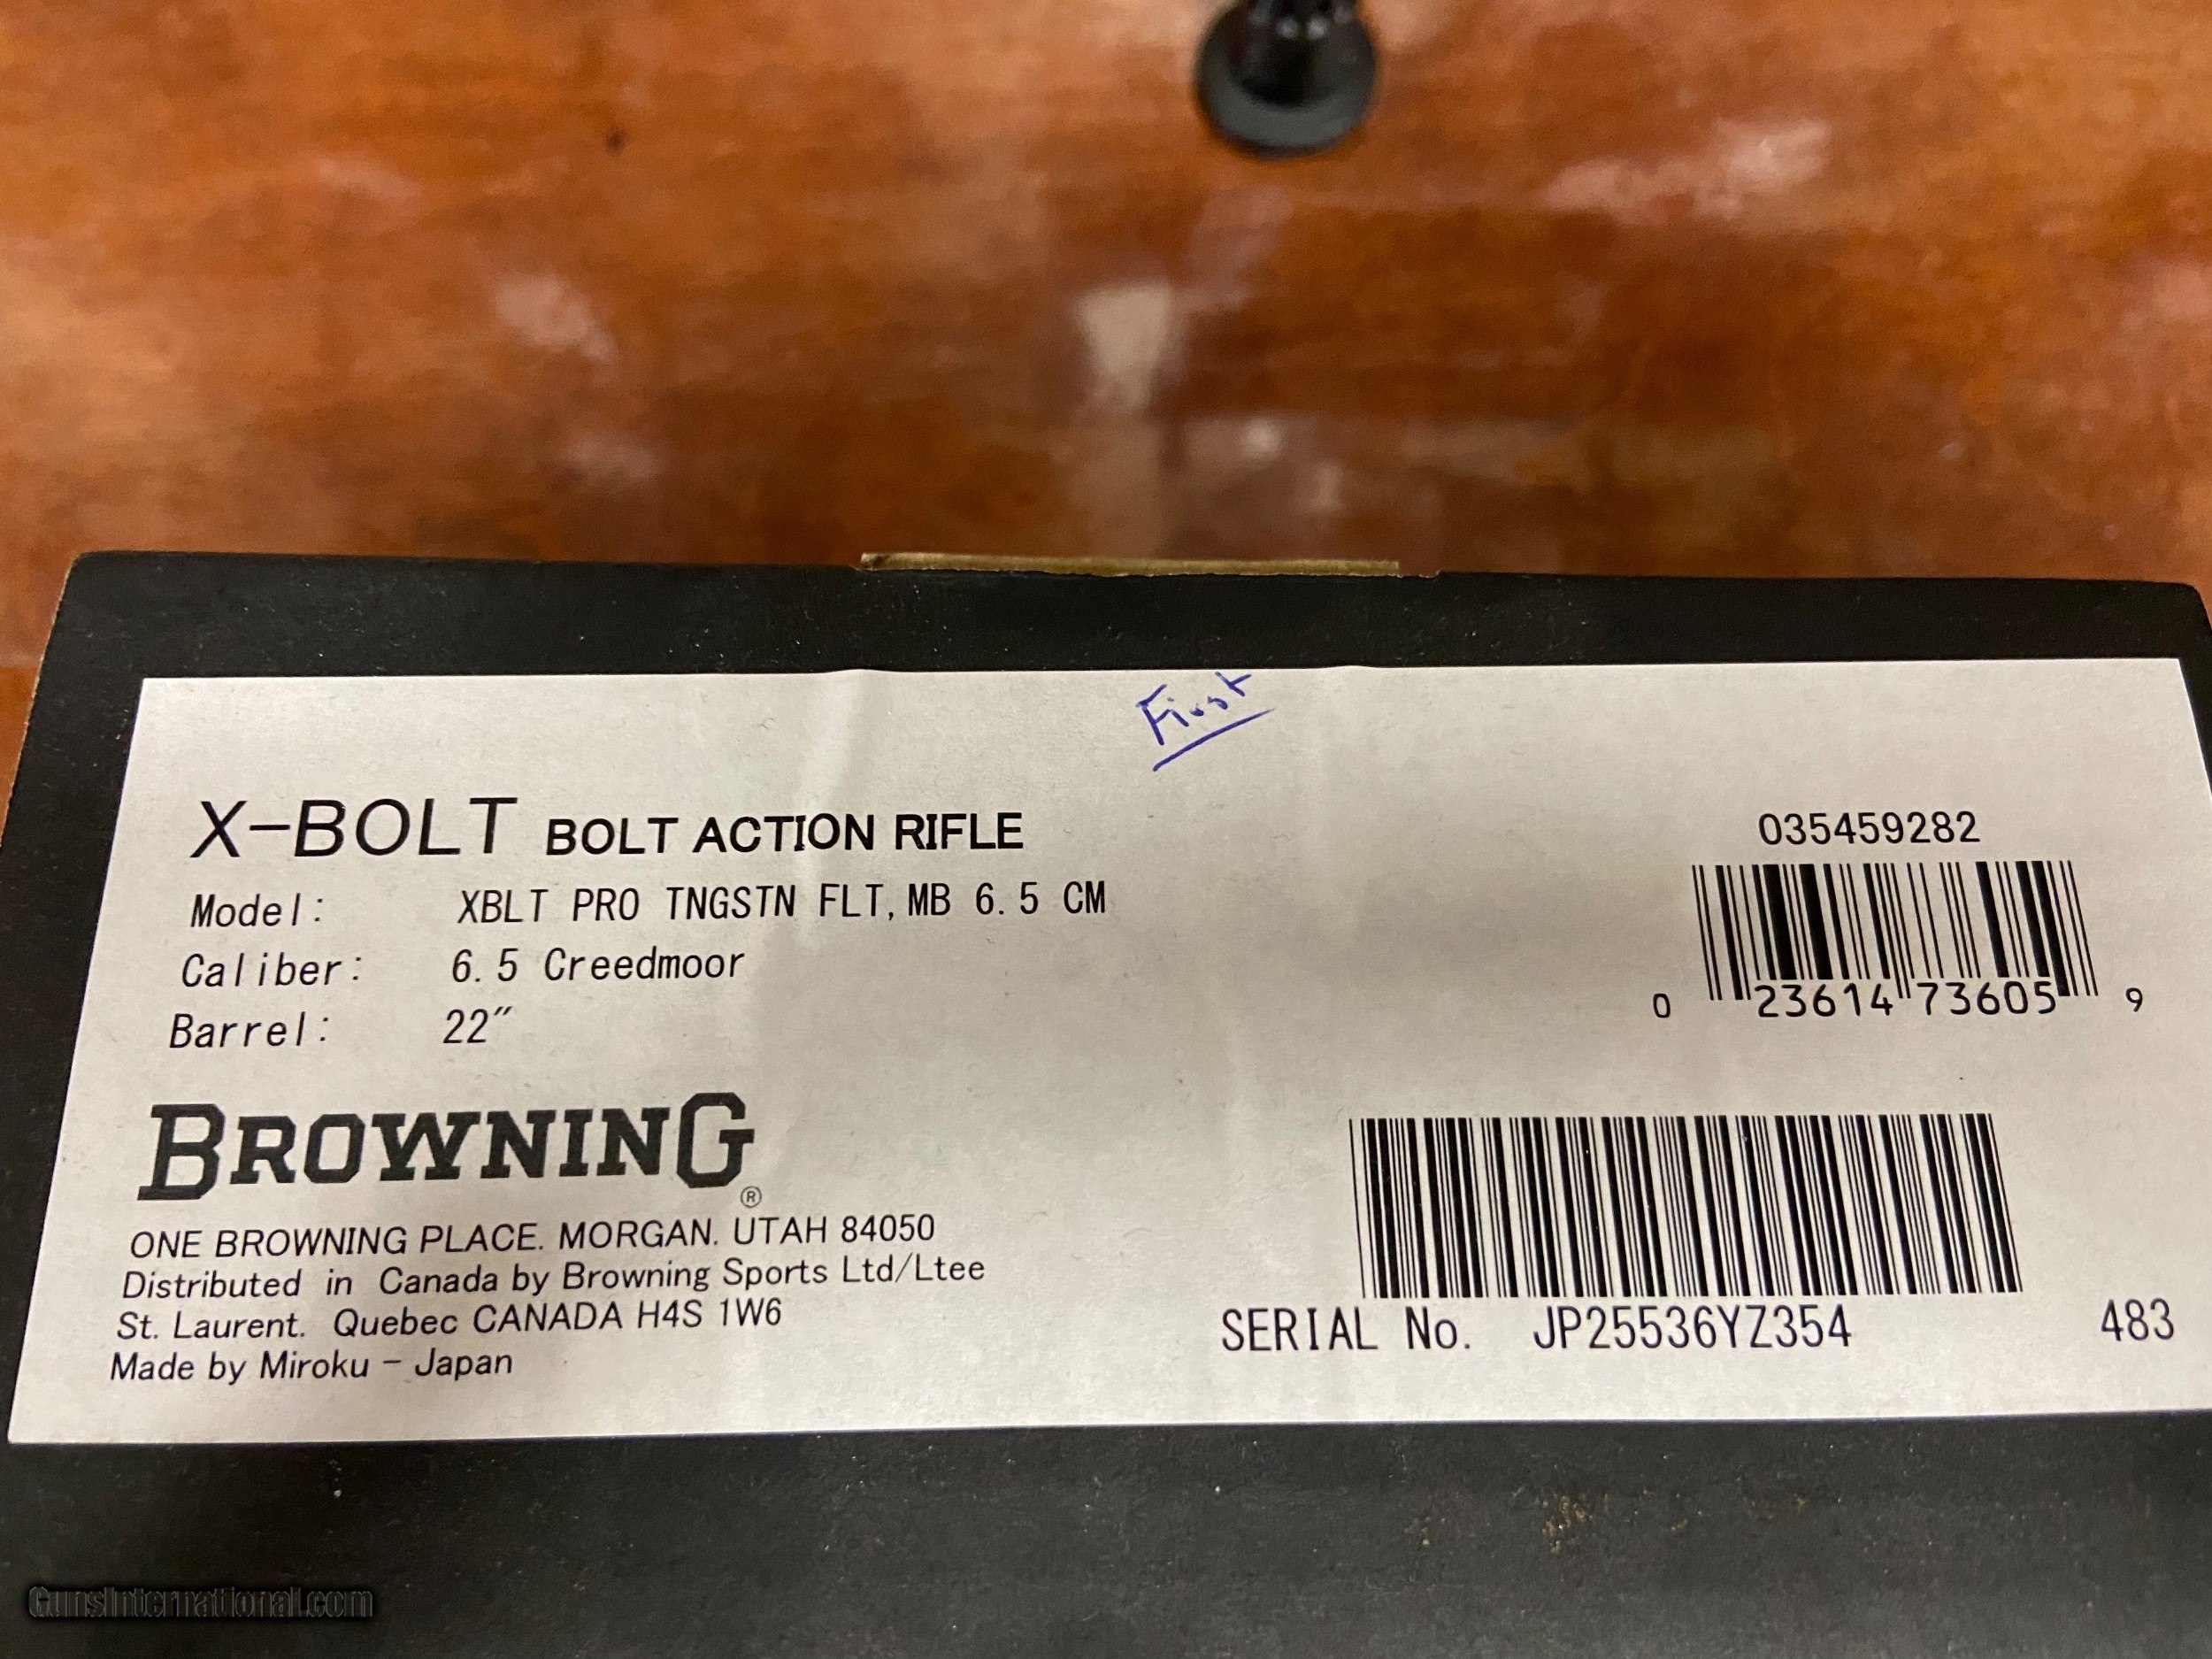 First
X-BOLT BOLT ACTION RIFLE
Model: XBLT PRO TNGSTN FLT,MB 6.5 CM
Caliber: 6.5 Creedmoor
Barrel: 22"
035459282
0 23614 73605 9
BROWNING®
ONE BROWNING PLACE. MORGAN. UTAH 84050
Distributed in Canada by Browning Sports Ltd/Ltee
St. Laurent. Quebec CANADA H4S 1W6
Made by Miroku - Japan
SERIAL No. JP25536YZ354
483
GunsInternational.com